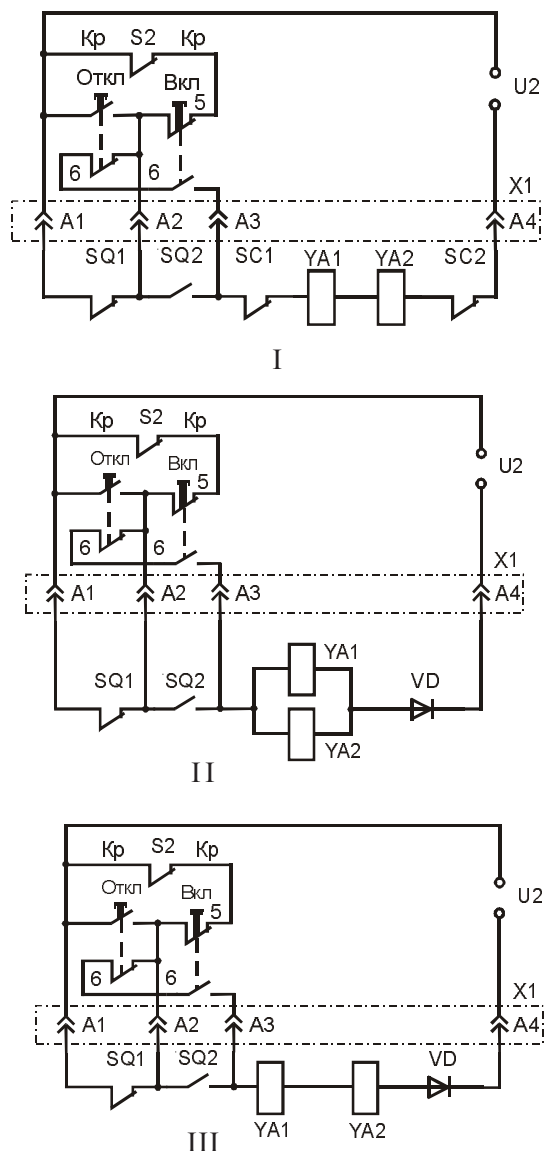 Кр S2 Кр
Откл Вкл
5
U2
6 6
X1
A1 A2 A3 A4
SQ1 SQ2 SC1 YA1 YA2 SC2
I
Кр S2 Кр
Откл Вкл
5
U2
6 6
X1
A1 A2 A3 A4
YA1
SQ1 SQ2 VD
YA2
II
Кр S2 Кр
Откл Вкл
5
U2
6 6
X1
A1 A2 A3 A4
SQ1 SQ2 VD
YA1 YA2
III